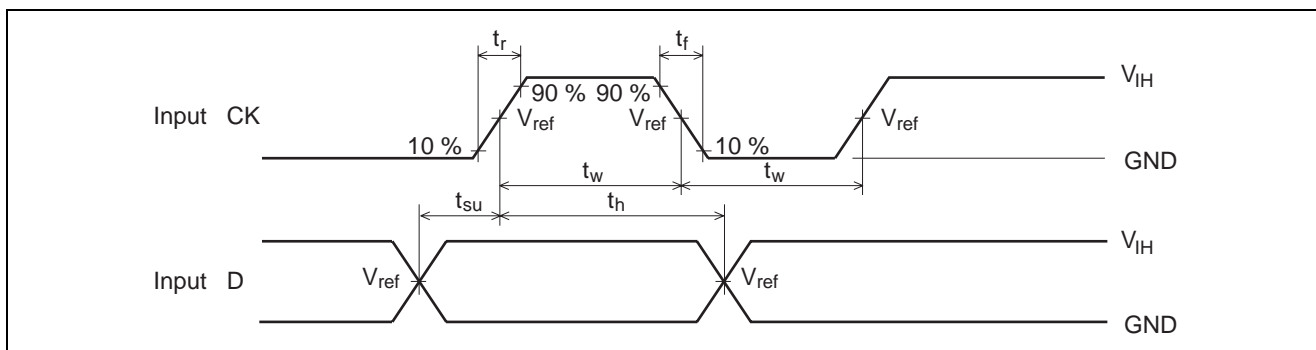 tr
tf
VIH
90 % 90 %
Input CK
Vref
Vref
Vref
10 %
10 %
GND
tw
tw
tsu
th
VIH
Input D
Vref
Vref
GND